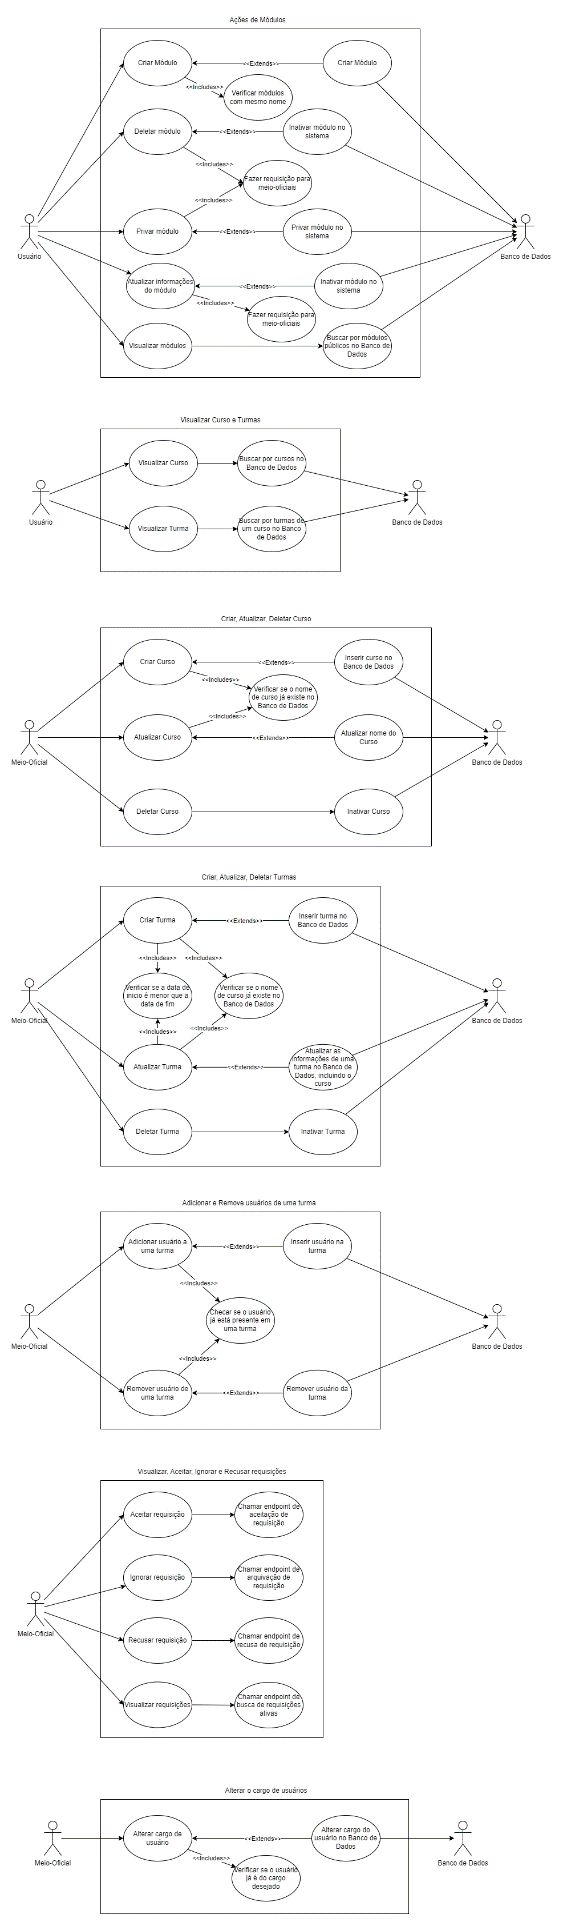 Ações de Módulos
Criar Módulo
<<Extends>>
Criar Módulo
<<Includes>>
Verificar módulos
com mesmo nome
Deletar módulo
<<Extends>>
Inativar módulo no
sistema
<<Includes>>
Fazer requisição para
meio-oficiais
<<Includes>>
Privar módulo
<<Extends>>
Privar módulo no
sistema
Usuário
Banco de Dados
Atualizar informações
do módulo
<<Extends>>
Inativar módulo no
sistema
<<Includes>>
Fazer requisição para
meio-oficiais
Visualizar módulos
Buscar por módulos
públicos no Banco de
Dados
Visualizar Curso e Turmas
Visualizar Curso
Buscar por cursos no
Banco de Dados
Usuário
Banco de Dados
Visualizar Turma
Buscar por turmas de
um curso no Banco
de Dados
Criar, Atualizar, Deletar Curso
Criar Curso
<<Extends>>
Inserir curso no
Banco de Dados
<<Includes>>
Verificar se o nome
de curso já existe no
Banco de Dados
<<Includes>>
Atualizar Curso
<<Extends>>
Atualizar nome do
Curso
Meio-Oficial
Banco de Dados
Deletar Curso
Inativar Curso
Criar, Atualizar, Deletar Turmas
Criar Turma
<<Extends>>
Inserir turma no
Banco de Dados
<<Includes>>
<<Includes>>
Verificar se a data de
inicio é menor que a
data de fim
Verificar se o nome
de curso já existe no
Banco de Dados
Meio-Oficial
Banco de Dados
<<Includes>>
<<Includes>>
Atualizar Turma
<<Extends>>
Atualizar as
informações de uma
turma no Banco de
Dados, incluindo o
curso
Deletar Turma
Inativar Turma
Adicionar e Remove usuários de uma turma
Adicionar usuário a
uma turma
<<Extends>>
Inserir usuário na
turma
<<Includes>>
Checar se o usuário
já está presente em
uma turma
Meio-Oficial
Banco de Dados
<<Includes>>
Remover usuário de
uma turma
<<Extends>>
Remover usuário da
turma
Visualizar, Aceitar, Ignorar e Recusar requisições
Aceitar requisição
Chamar endpoint de
aceitação de
requisição
Ignorar requisição
Chamar endpoint de
arquivação de
requisição
Meio-Oficial
Recusar requisição
Chamar endpoint de
recusa de requisição
Visualizar requisições
Chamar endpoint de
busca de requisições
ativas
Alterar o cargo de usuários
Alterar cargo de
usuário
<<Extends>>
Alterar cargo do
usuário no Banco de
Dados
Meio-Oficial
Banco de Dados
<<Includes>>
Verificar se o usuário
já é do cargo
desejado